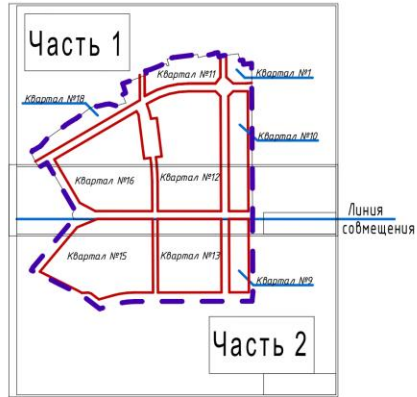 Часть 1
Квартал №11
Квартал №1
Квартал №18
Квартал №10
Квартал №16
Квартал №12
Линия
совмещения
Квартал №15
Квартал №13
Квартал №9
Часть 2